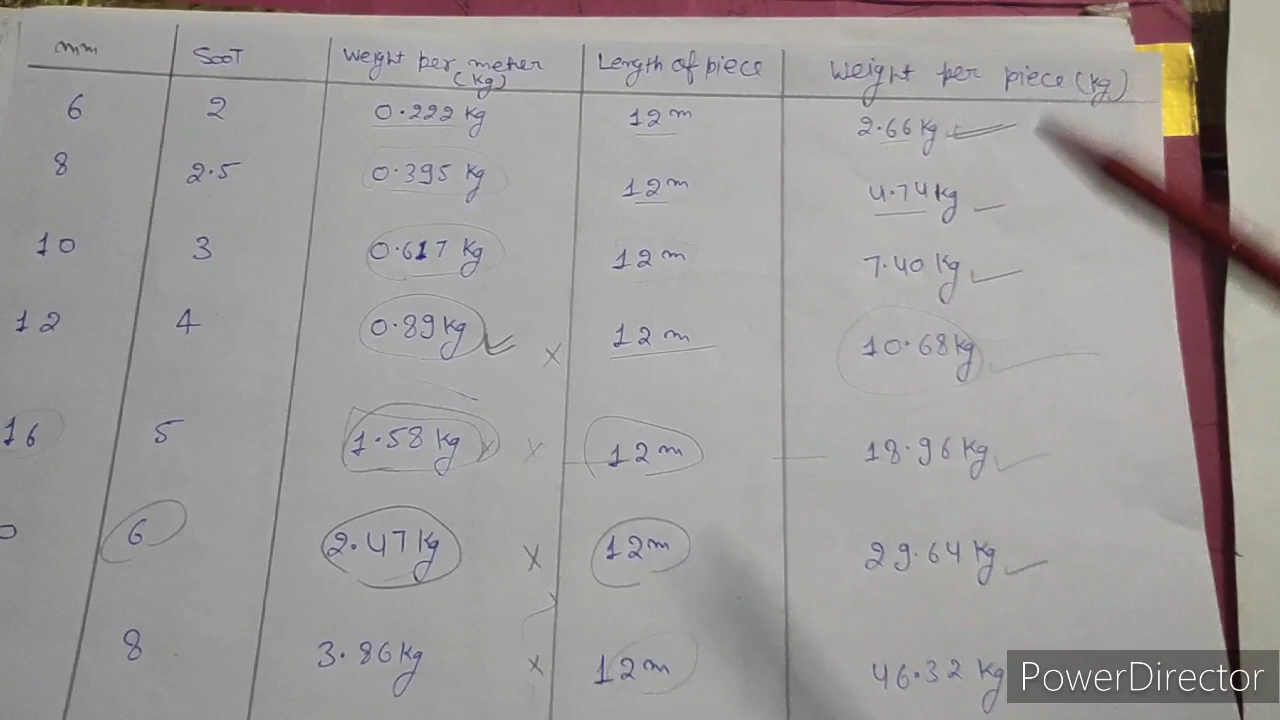 mm SooT Weight per meter (kg) Length of piece Weight per piece (kg)
6 2 0.222 kg 12 m 2.66 kg
8 2.5 0.395 kg 12 m 4.74 kg
10 3 0.617 kg 12 m 7.40 kg
12 4 0.89 kg x 12 m 10.68 kg
16 5 1.58 kg x 12 m 18.96 kg
0 6 2.47 kg x 12 m 29.64 kg
8 3.86 kg x 12 m 46.32 kg
PowerDirector